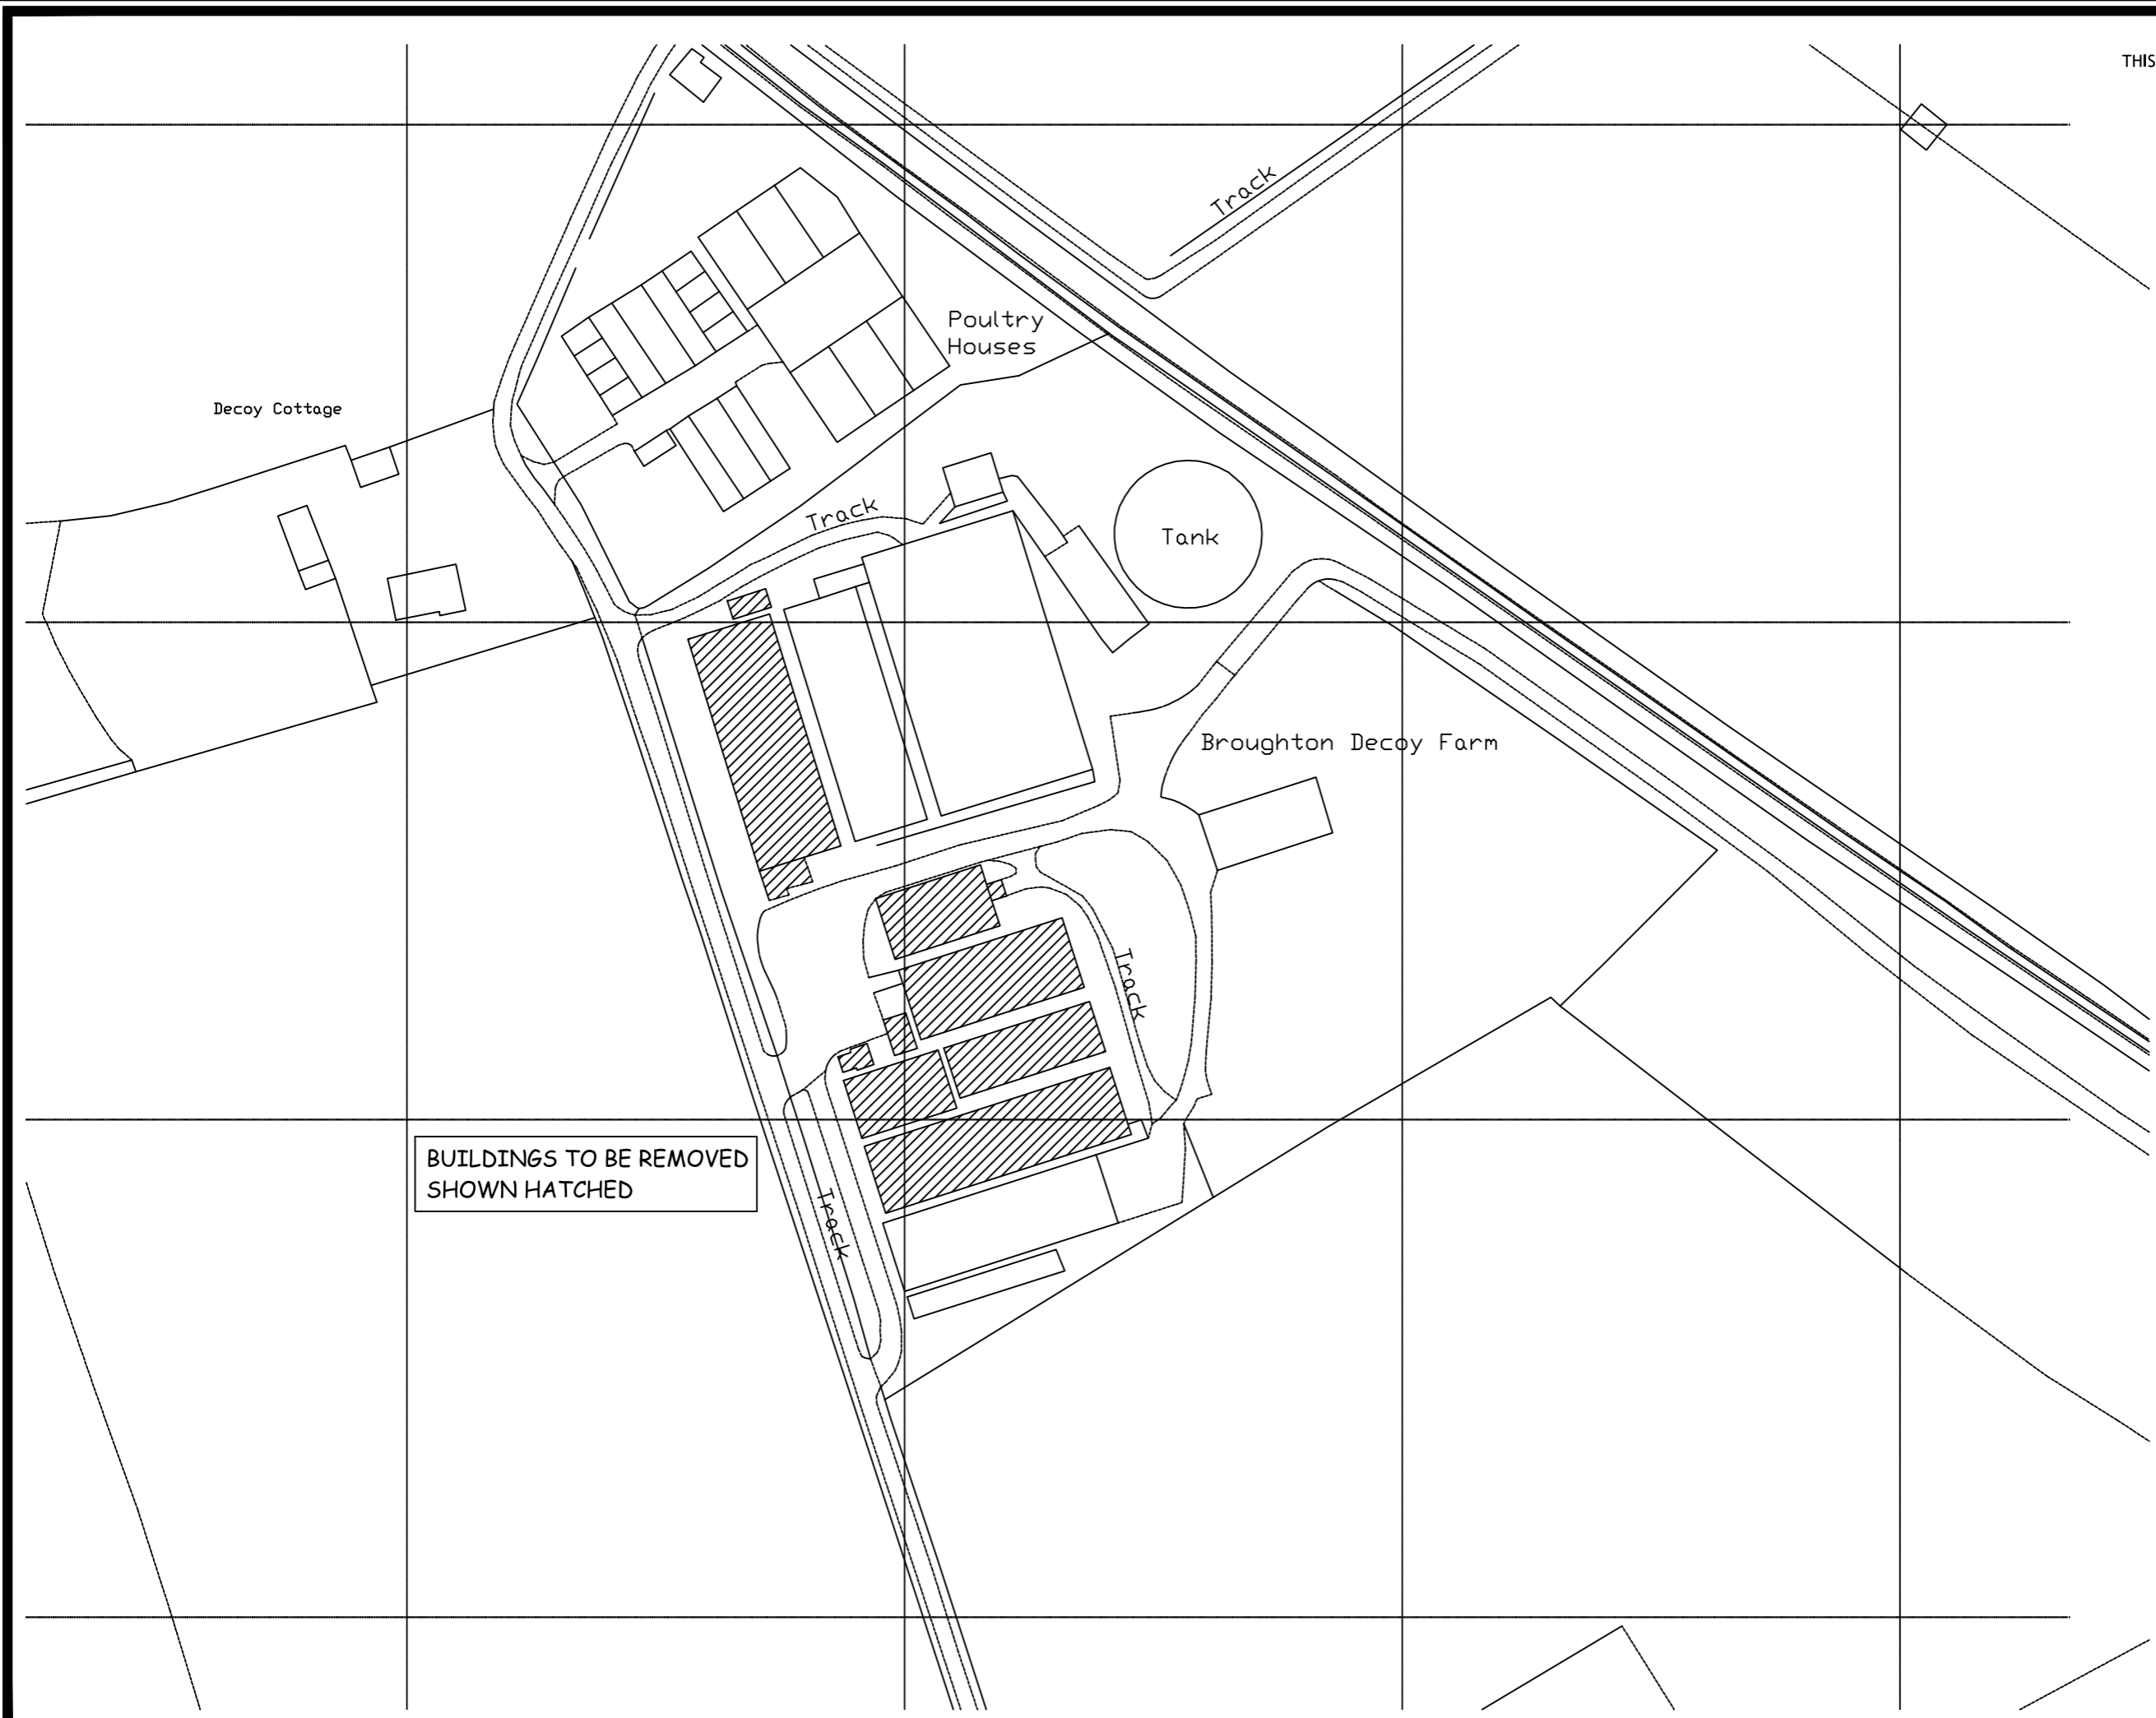 THIS
Track
Poultry
Houses
Decoy Cottage
Track
Tank
Broughton Decoy Farm
Track
BUILDINGS TO BE REMOVED
SHOWN HATCHED
Track